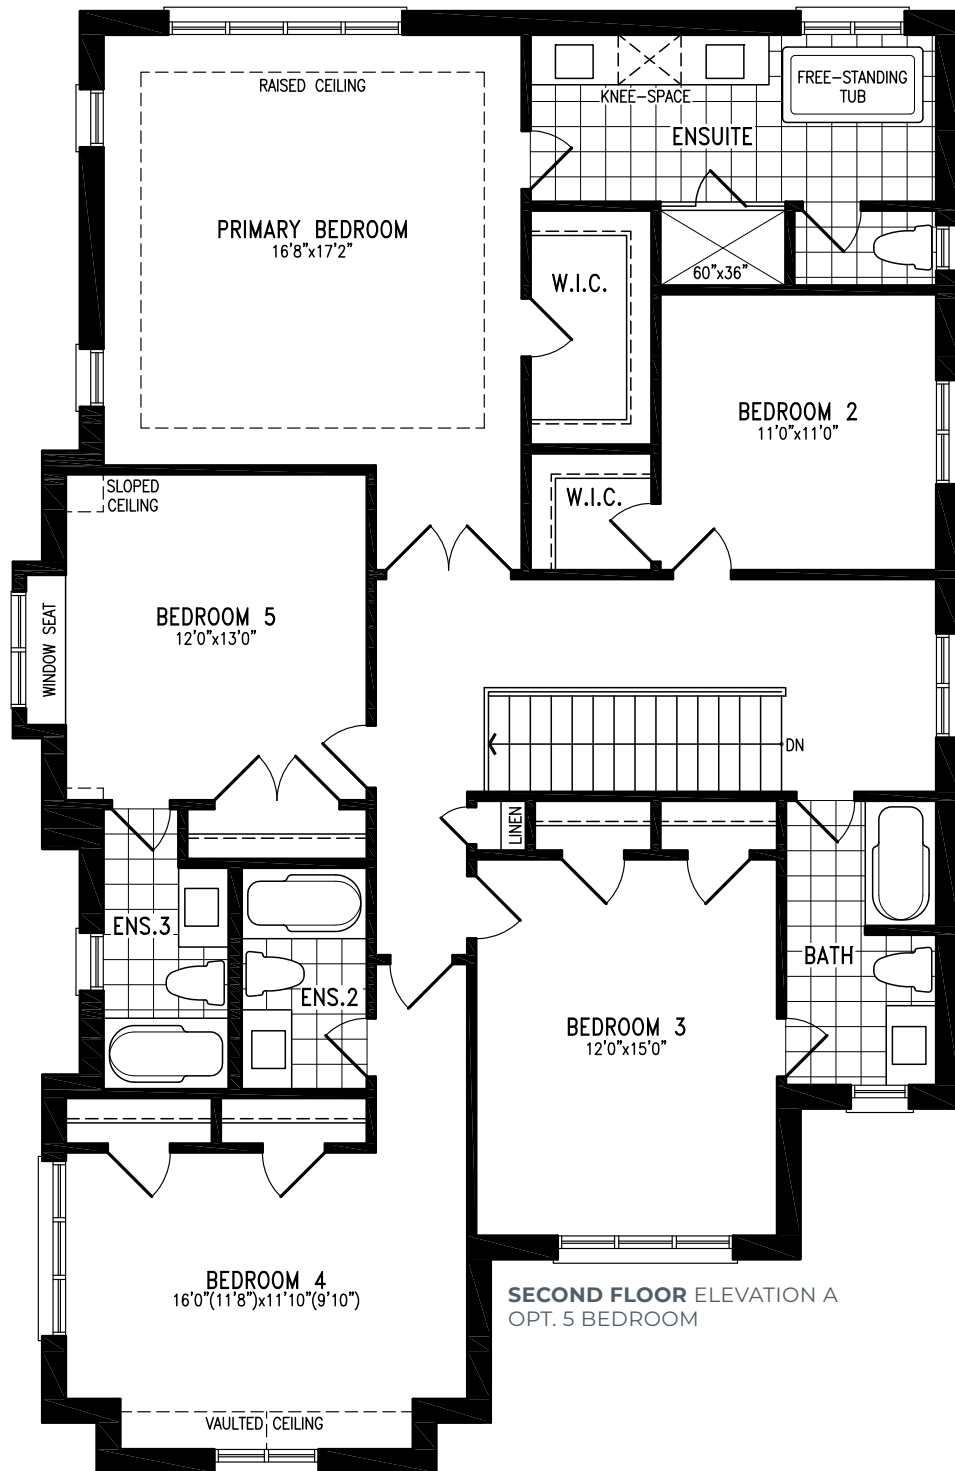 RAISED CEILING
PRIMARY BEDROOM
16'8"x17'2"
KNEE-SPACE
FREE-STANDING
TUB
ENSUITE
W.I.C.
60"x36"
BEDROOM 2
11'0"x11'0"
W.I.C.
SLOPED
CEILING
WINDOW SEAT
BEDROOM 5
12'0"x13'0"
DN
LINEN
ENS.3
ENS.2
BATH
BEDROOM 3
12'0"x15'0"
BEDROOM 4
16'0"(11'8")x11'10"(9'10")
VAULTED CEILING
SECOND FLOOR ELEVATION A
OPT. 5 BEDROOM